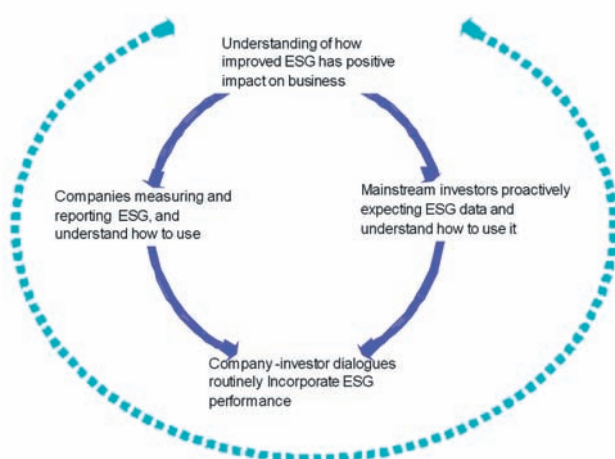 Understanding of how
improved ESG has positive
impact on business
Companies measuring and
reporting ESG, and
understand how to use
Mainstream investors proactively
expecting ESG data and
understand how to use it
Company-investor dialogues
routinely Incorporate ESG
performance